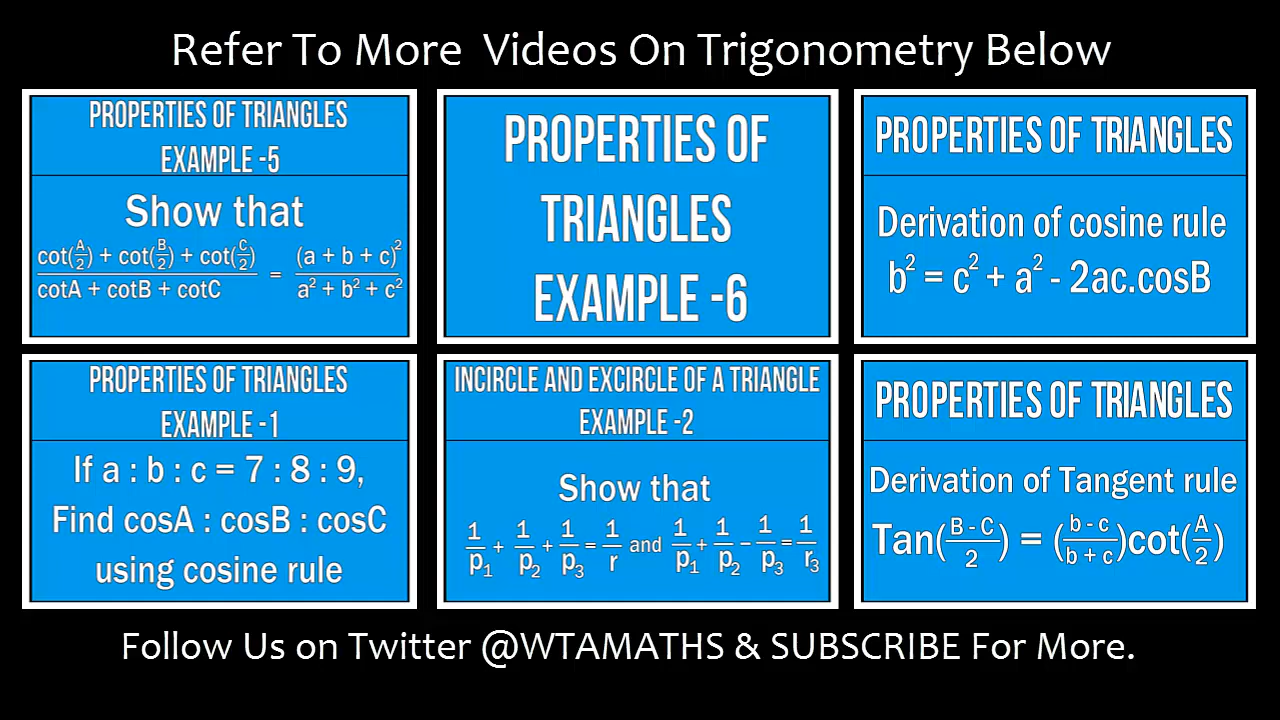 Refer To More Videos On Trigonometry Below
PROPERTIES OF TRIANGLES
EXAMPLE -5
Show that
cot(A/2) + cot(B/2) + cot(C/2) / cotA + cotB + cotC = (a + b + c)² / a² + b² + c²
PROPERTIES OF
TRIANGLES
EXAMPLE -6
PROPERTIES OF TRIANGLES
Derivation of cosine rule
b² = c² + a² - 2ac.cosB
PROPERTIES OF TRIANGLES
EXAMPLE -1
If a : b : c = 7 : 8 : 9,
Find cosA : cosB : cosC
using cosine rule
INCIRCLE AND EXCIRCLE OF A TRIANGLE
EXAMPLE -2
Show that
1/p₁ + 1/p₂ + 1/p₃ = 1/r and 1/p₁ + 1/p₂ − 1/p₃ = 1/r₃
PROPERTIES OF TRIANGLES
Derivation of Tangent rule
Tan(B - C / 2) = (b - c / b + c)cot(A/2)
Follow Us on Twitter @WTAMATHS & SUBSCRIBE For More.